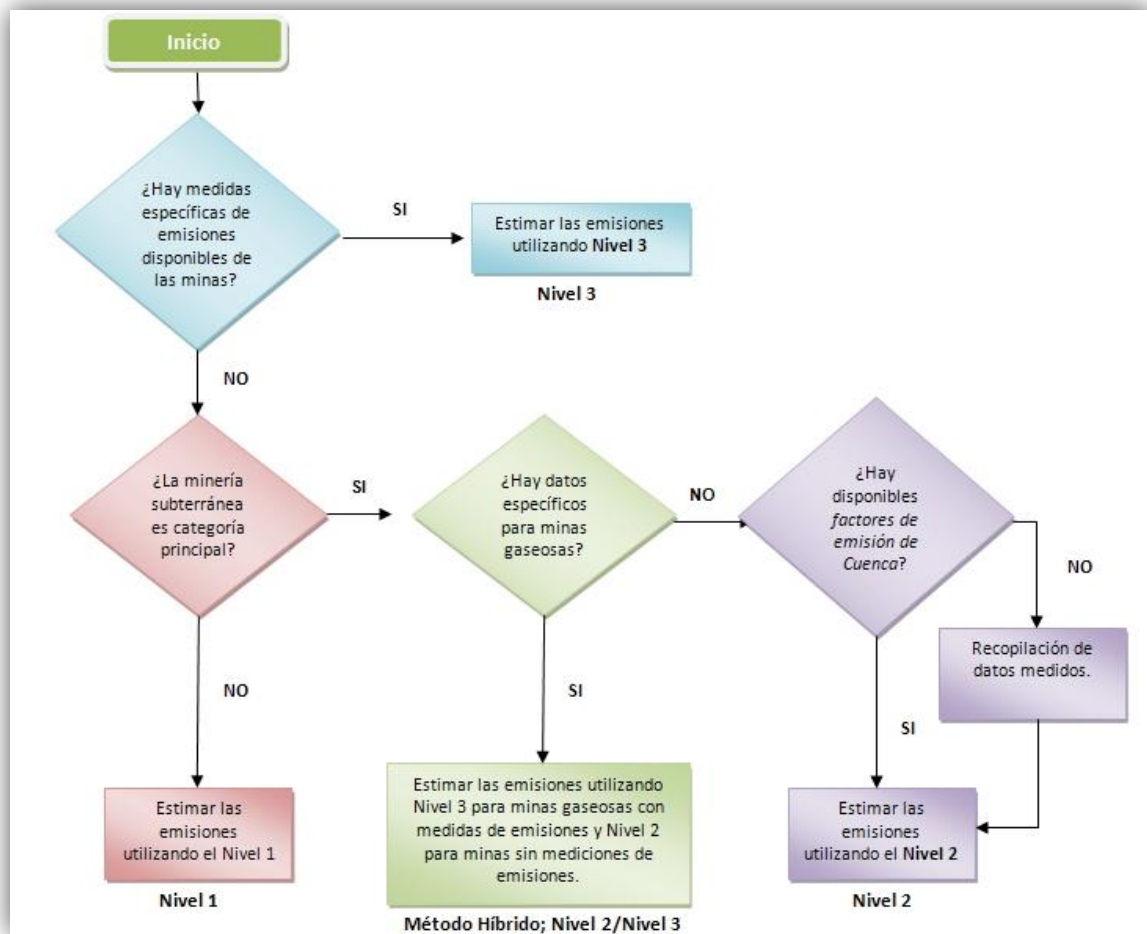 Inicio
¿Hay medidas
específicas de
emisiones
disponibles de
las minas?
SI
Estimar las emisiones
utilizando Nivel 3
Nivel 3
NO
¿La minería
subterránea
es categoría
principal?
SI
¿Hay datos
específicos
para minas
gaseosas?
NO
¿Hay
disponibles
factores de
emisión de
Cuenca?
NO
Recopilación de
datos medidos.
NO
SI
SI
Estimar las
emisiones
utilizando el Nivel 1
Nivel 1
Estimar las emisiones utilizando
Nivel 3 para minas gaseosas con
medidas de emisiones y Nivel 2
para minas sin mediciones de
emisiones.
Método Híbrido; Nivel 2/Nivel 3
Estimar las
emisiones
utilizando el Nivel 2
Nivel 2